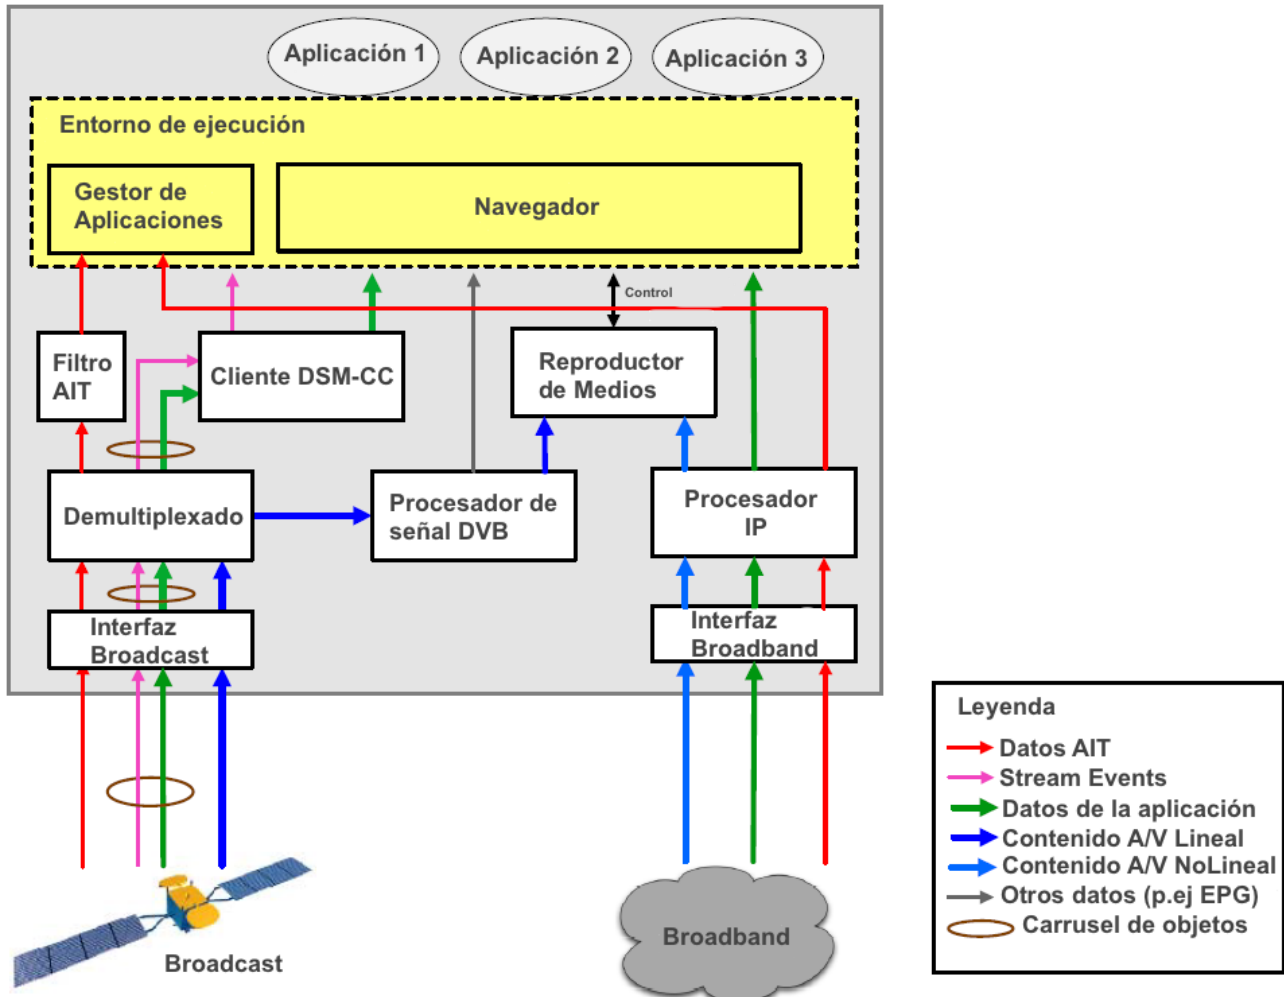 Aplicación 1
Aplicación 2
Aplicación 3
Entorno de ejecución
Gestor de
Aplicaciones
Navegador
Control
Filtro
AIT
Cliente DSM-CC
Reproductor
de Medios
Demultiplexado
Procesador de
señal DVB
Procesador
IP
Interfaz
Broadcast
Interfaz
Broadband
Broadcast
Broadband
Leyenda
Datos AIT
Stream Events
Datos de la aplicación
Contenido A/V Lineal
Contenido A/V NoLineal
Otros datos (p.ej EPG)
Carrusel de objetos